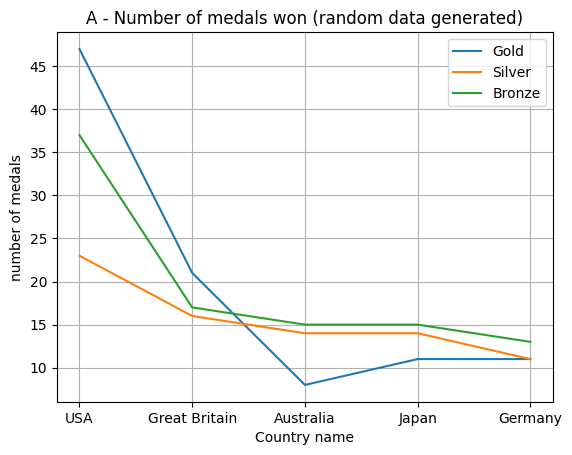 A - Number of medals won (random data generated)
Gold
Silver
Bronze
number of medals
45
40
35
30
25
20
15
10
USA Great Britain Australia Japan Germany
Country name